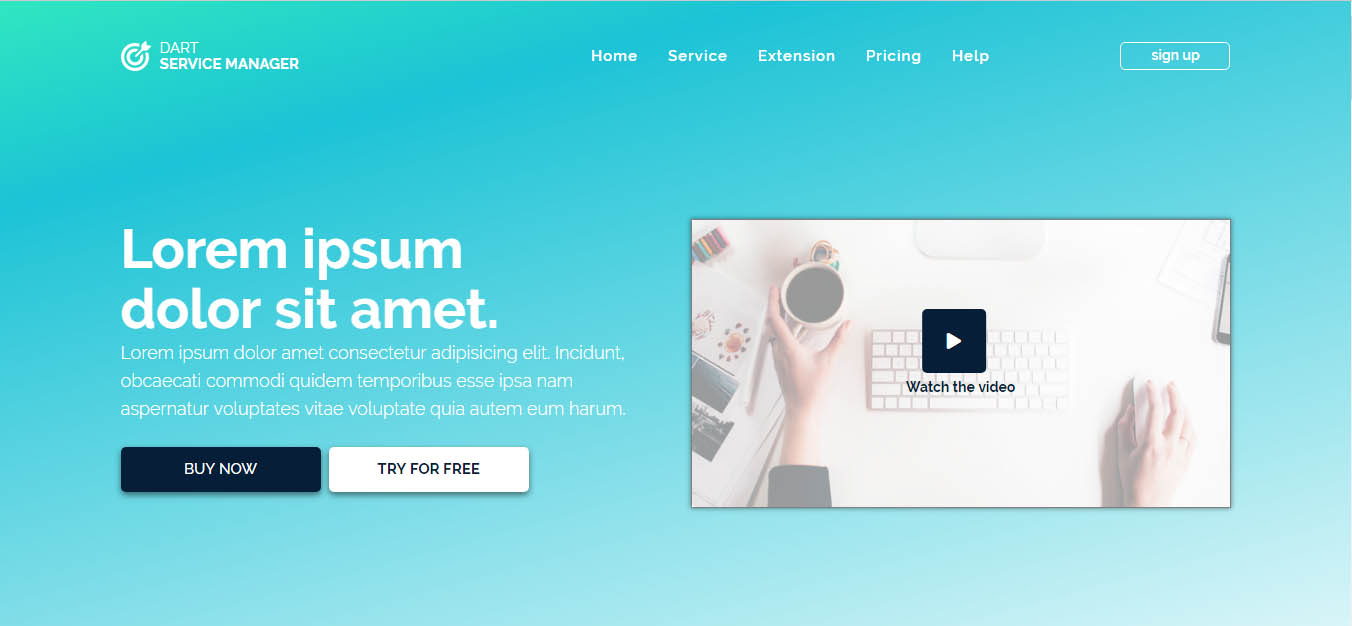 DART
SERVICE MANAGER
Home Service Extension Pricing Help
sign up
Lorem ipsum
dolor sit amet.
Lorem ipsum dolor amet consectetur adipisicing elit. Incidunt,
obcaecati commodi quidem temporibus esse ipsa nam
aspernatur voluptates vitae voluptate quia autem eum harum.
BUY NOW
TRY FOR FREE
Watch the video